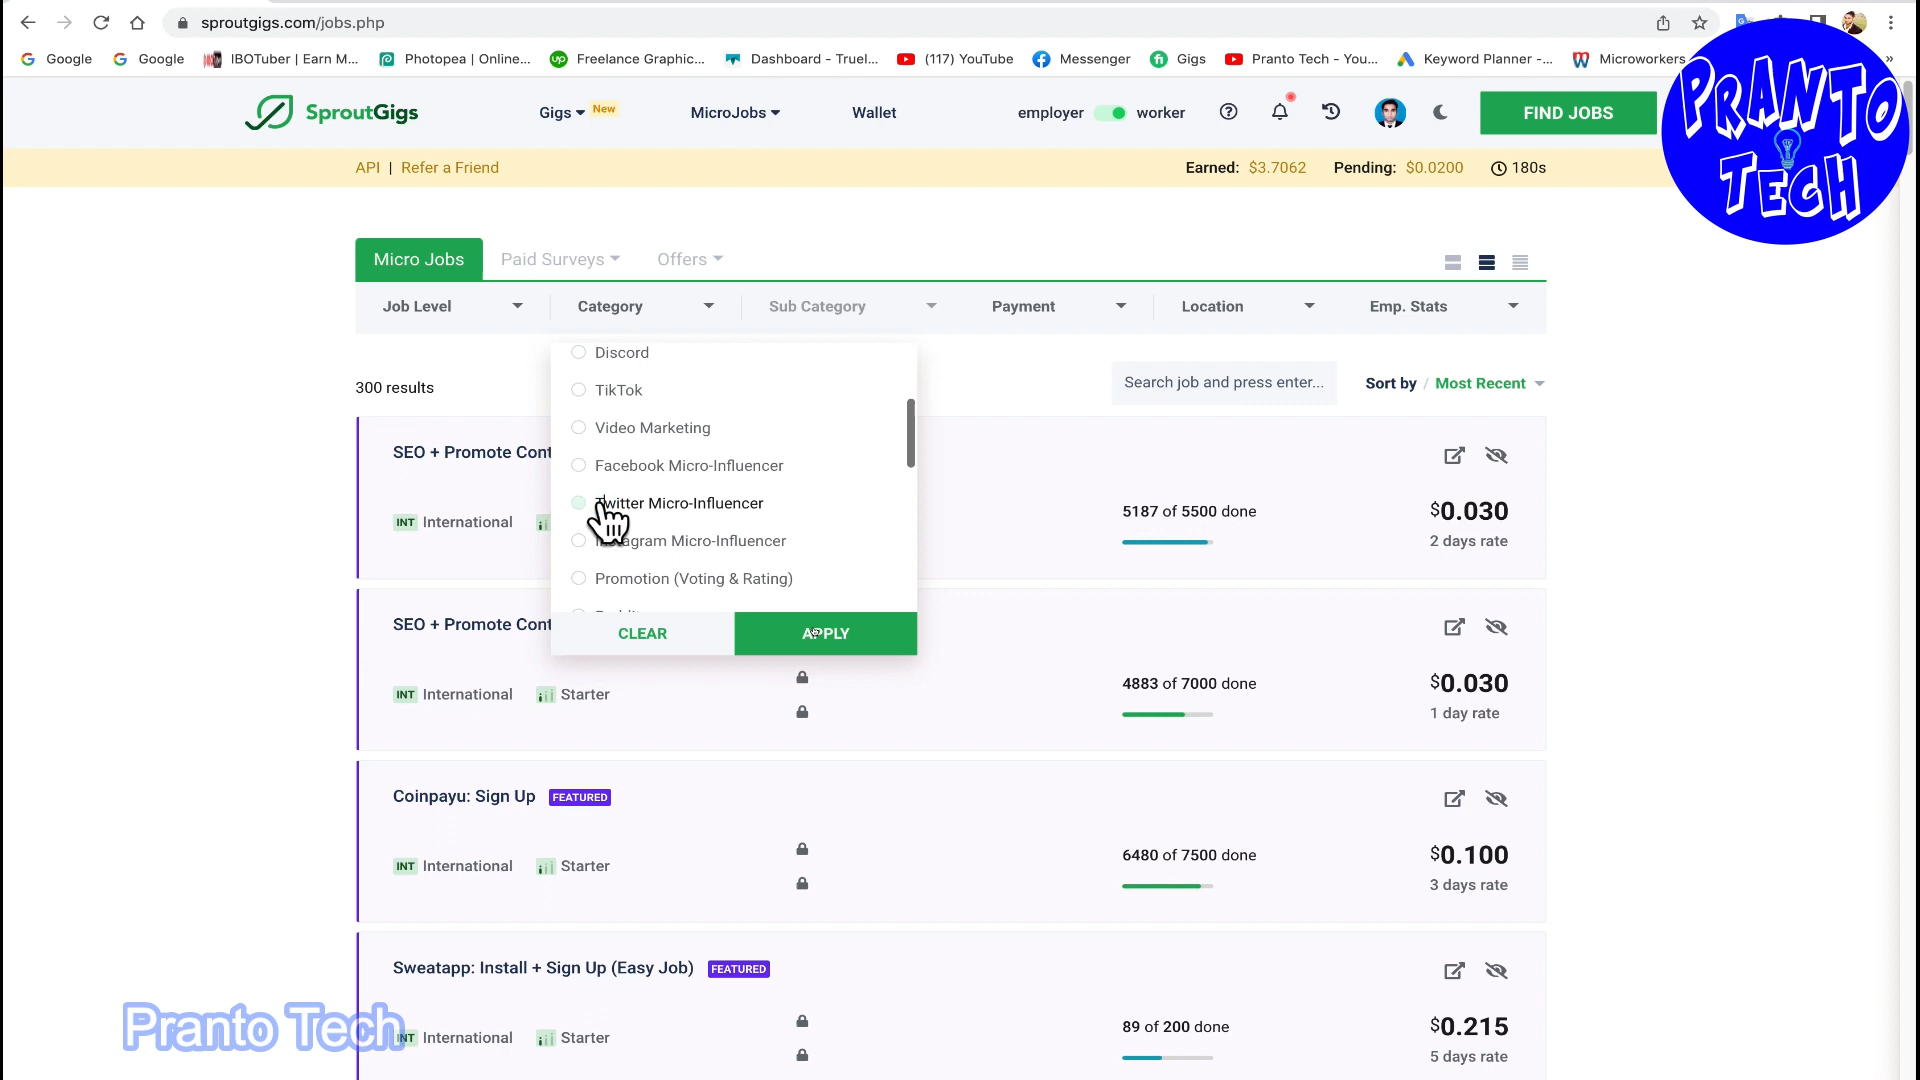 sproutgigs.com/jobs.php
Google
Google
IBOTuber | Earn M...
Photopea | Online...
Freelance Graphic...
Dashboard - Truel...
(117) YouTube
Messenger
Gigs
Pranto Tech - You...
Keyword Planner -...
Microworkers
»
PRANTO
TECH
SproutGigs
Gigs
New
MicroJobs
Wallet
employer
worker
FIND JOBS
API | Refer a Friend
Earned: $3.7062
Pending: $0.0200
180s
Micro Jobs
Paid Surveys
Offers
Job Level
Category
Sub Category
Payment
Location
Emp. Stats
300 results
Search job and press enter...
Sort by / Most Recent
Discord
TikTok
Video Marketing
Facebook Micro-Influencer
Twitter Micro-Influencer
Instagram Micro-Influencer
Promotion (Voting & Rating)
CLEAR
APPLY
SEO + Promote Cont
INT International
5187 of 5500 done
$0.030
2 days rate
SEO + Promote Cont
INT International
Starter
4883 of 7000 done
$0.030
1 day rate
Coinpayu: Sign Up
FEATURED
INT International
Starter
6480 of 7500 done
$0.100
3 days rate
Sweatapp: Install + Sign Up (Easy Job)
FEATURED
INT International
Starter
89 of 200 done
$0.215
5 days rate
Pranto Tech